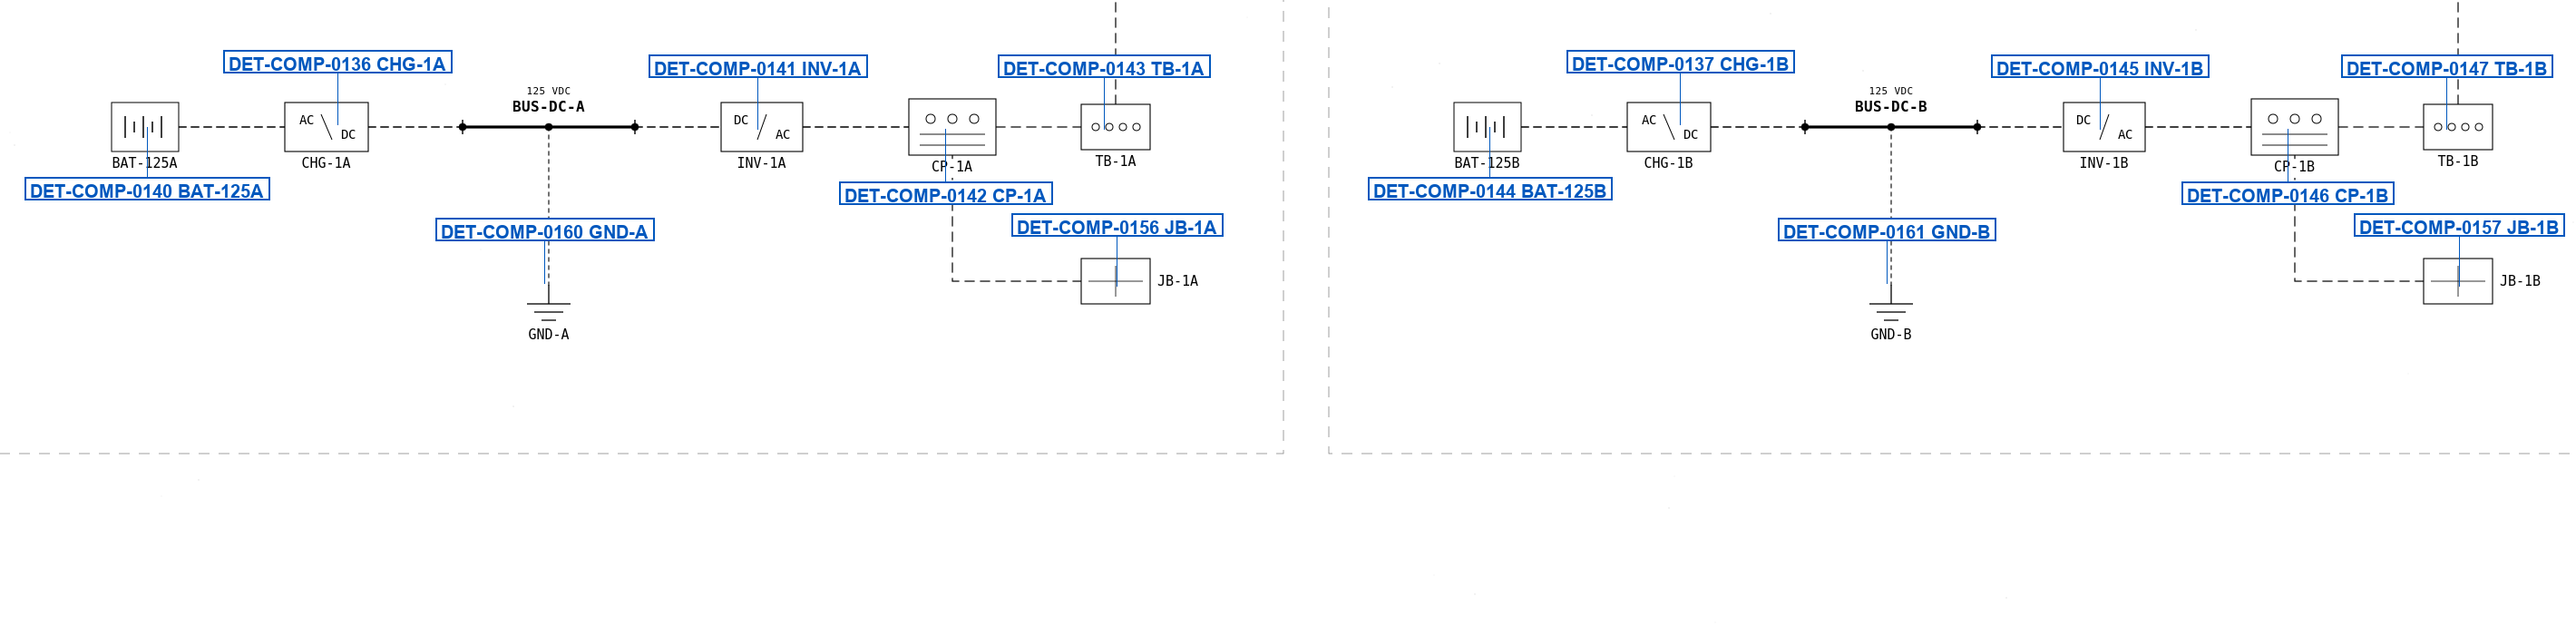 DET-COMP-0136 CHG-1A
DET-COMP-0141 INV-1A
DET-COMP-0143 TB-1A
125 VDC
BUS-DC-A
AC
DC
DC
AC
BAT-125A
CHG-1A
INV-1A
CP-1A
TB-1A
DET-COMP-0140 BAT-125A
DET-COMP-0142 CP-1A
DET-COMP-0160 GND-A
DET-COMP-0156 JB-1A
JB-1A
GND-A
DET-COMP-0137 CHG-1B
DET-COMP-0145 INV-1B
DET-COMP-0147 TB-1B
125 VDC
BUS-DC-B
AC
DC
DC
AC
BAT-125B
CHG-1B
INV-1B
CP-1B
TB-1B
DET-COMP-0144 BAT-125B
DET-COMP-0146 CP-1B
DET-COMP-0161 GND-B
DET-COMP-0157 JB-1B
JB-1B
GND-B